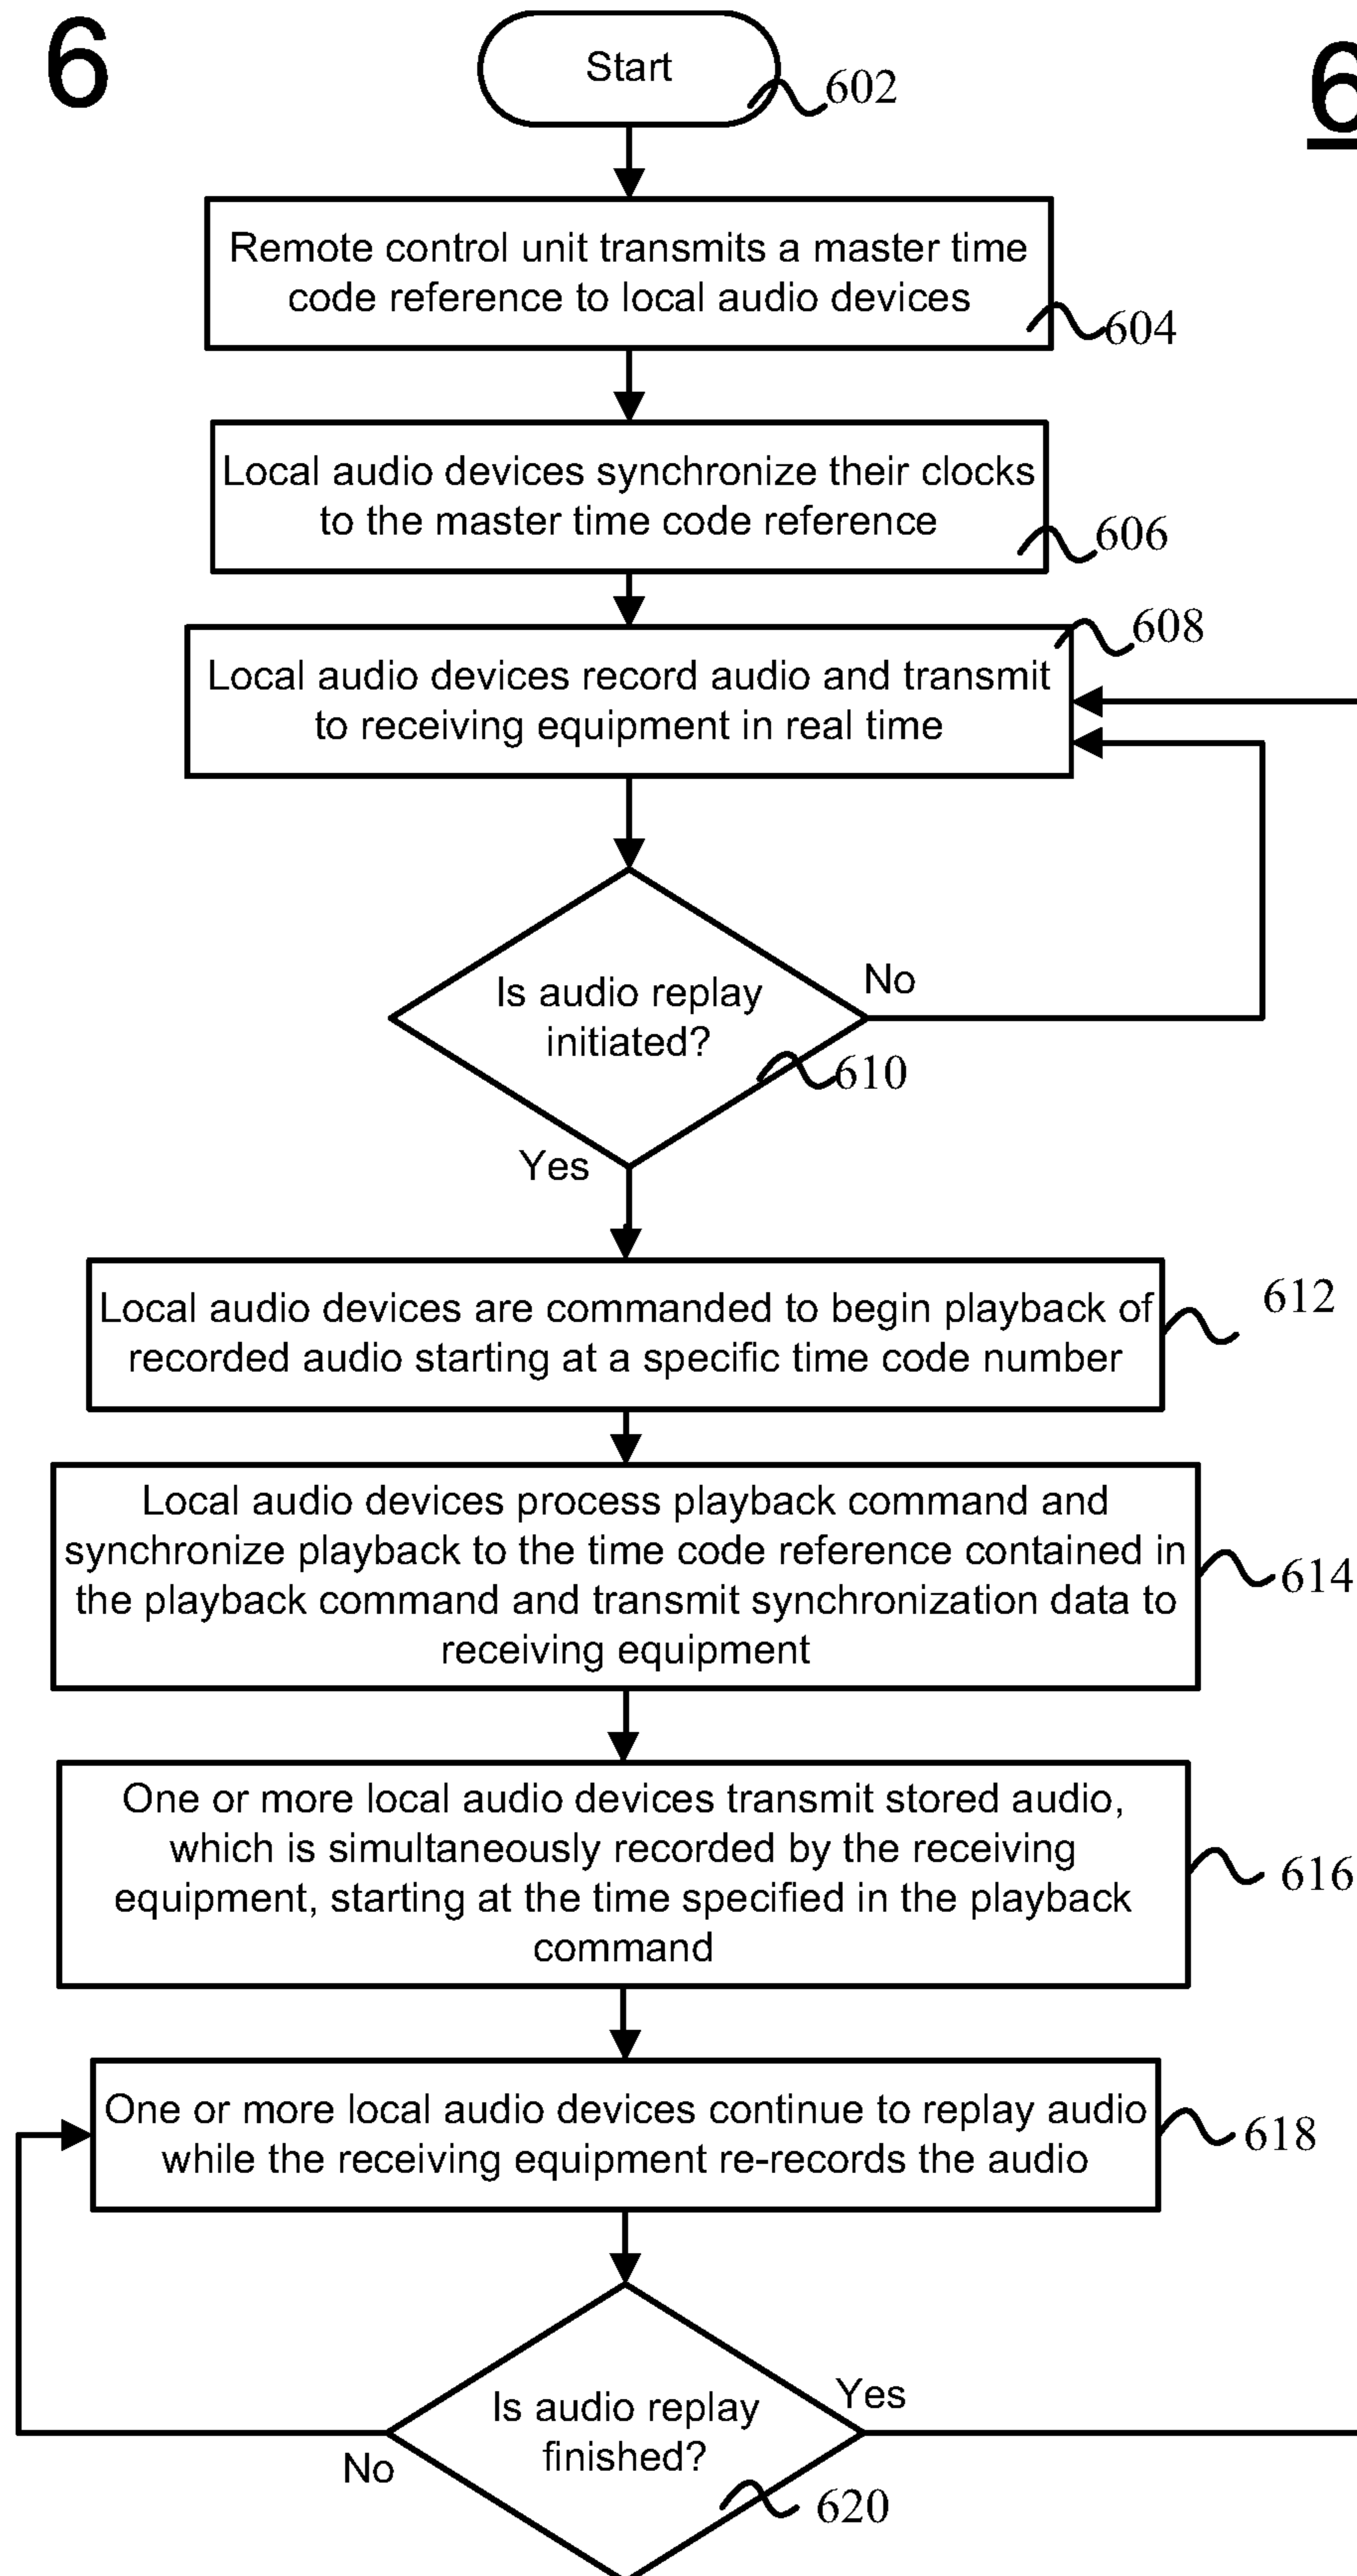 6
6
Start
602
Remote control unit transmits a master time
code reference to local audio devices
604
Local audio devices synchronize their clocks
to the master time code reference
606
608
Local audio devices record audio and transmit
to receiving equipment in real time
No
Is audio replay
initiated?
610
Yes
612
Local audio devices are commanded to begin playback of
recorded audio starting at a specific time code number
Local audio devices process playback command and
synchronize playback to the time code reference contained in
the playback command and transmit synchronization data to
receiving equipment
614
One or more local audio devices transmit stored audio,
which is simultaneously recorded by the receiving
equipment, starting at the time specified in the playback
command
616
One or more local audio devices continue to replay audio
while the receiving equipment re-records the audio
618
Yes
Is audio replay
finished?
No
620